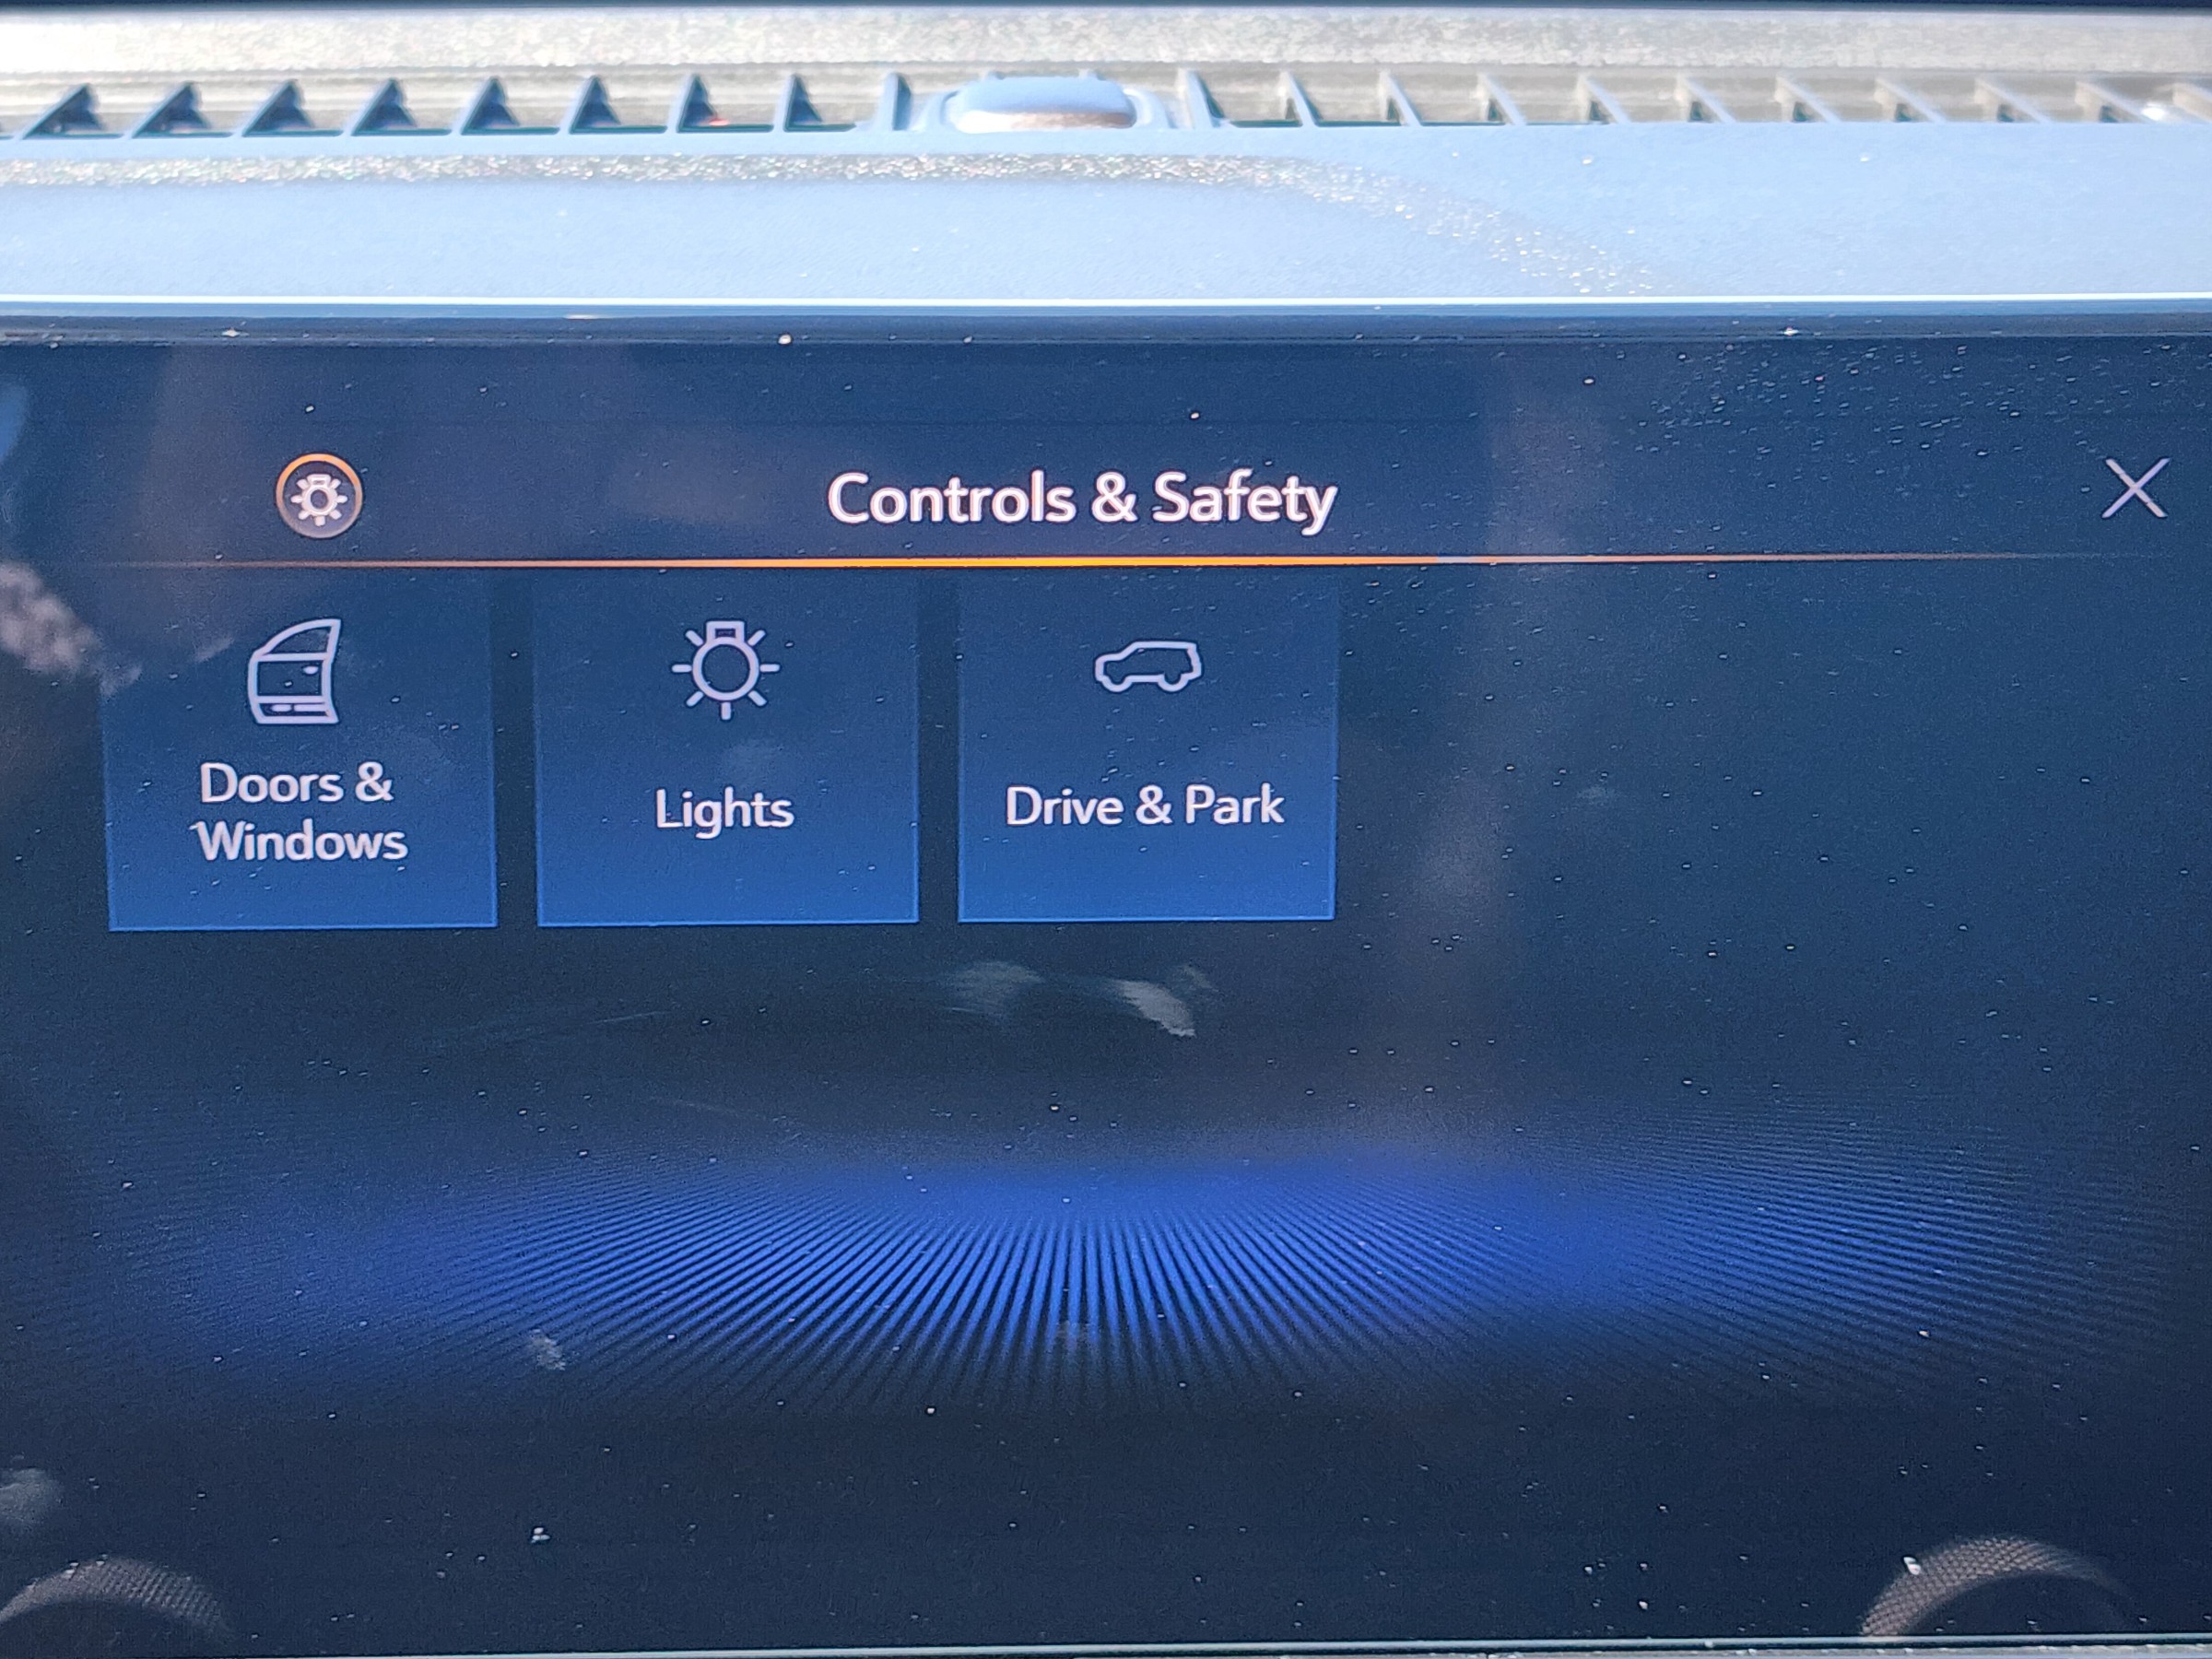 Controls & Safety
Doors &
Windows
Lights
Drive & Park